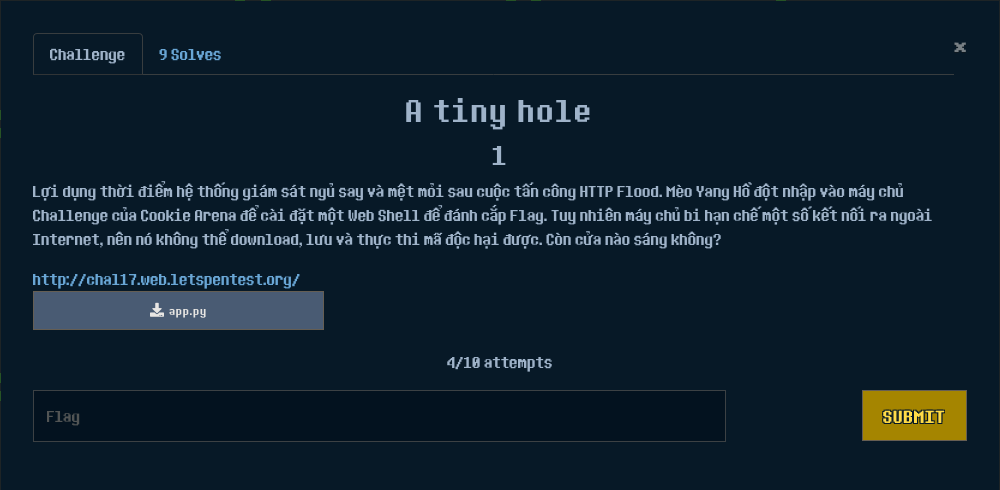 Challenge
9 Solves
×
A tiny hole
1
Lợi dụng thời điểm hệ thống giám sát ngủ say và mệt mỏi sau cuộc tấn công HTTP Flood. Mèo Yang Hồ đột nhập vào máy chủ
Challenge của Cookie Arena để cài đặt một Web Shell để đánh cắp Flag. Tuy nhiên máy chủ bi hạn chế một số kết nối ra ngoài
Internet, nên nó không thể download, lưu và thực thi mã độc hại được. Còn cửa nào sáng không?
http://chal17.web.letspentest.org/
app.py
4/10 attempts
Flag
SUBMIT